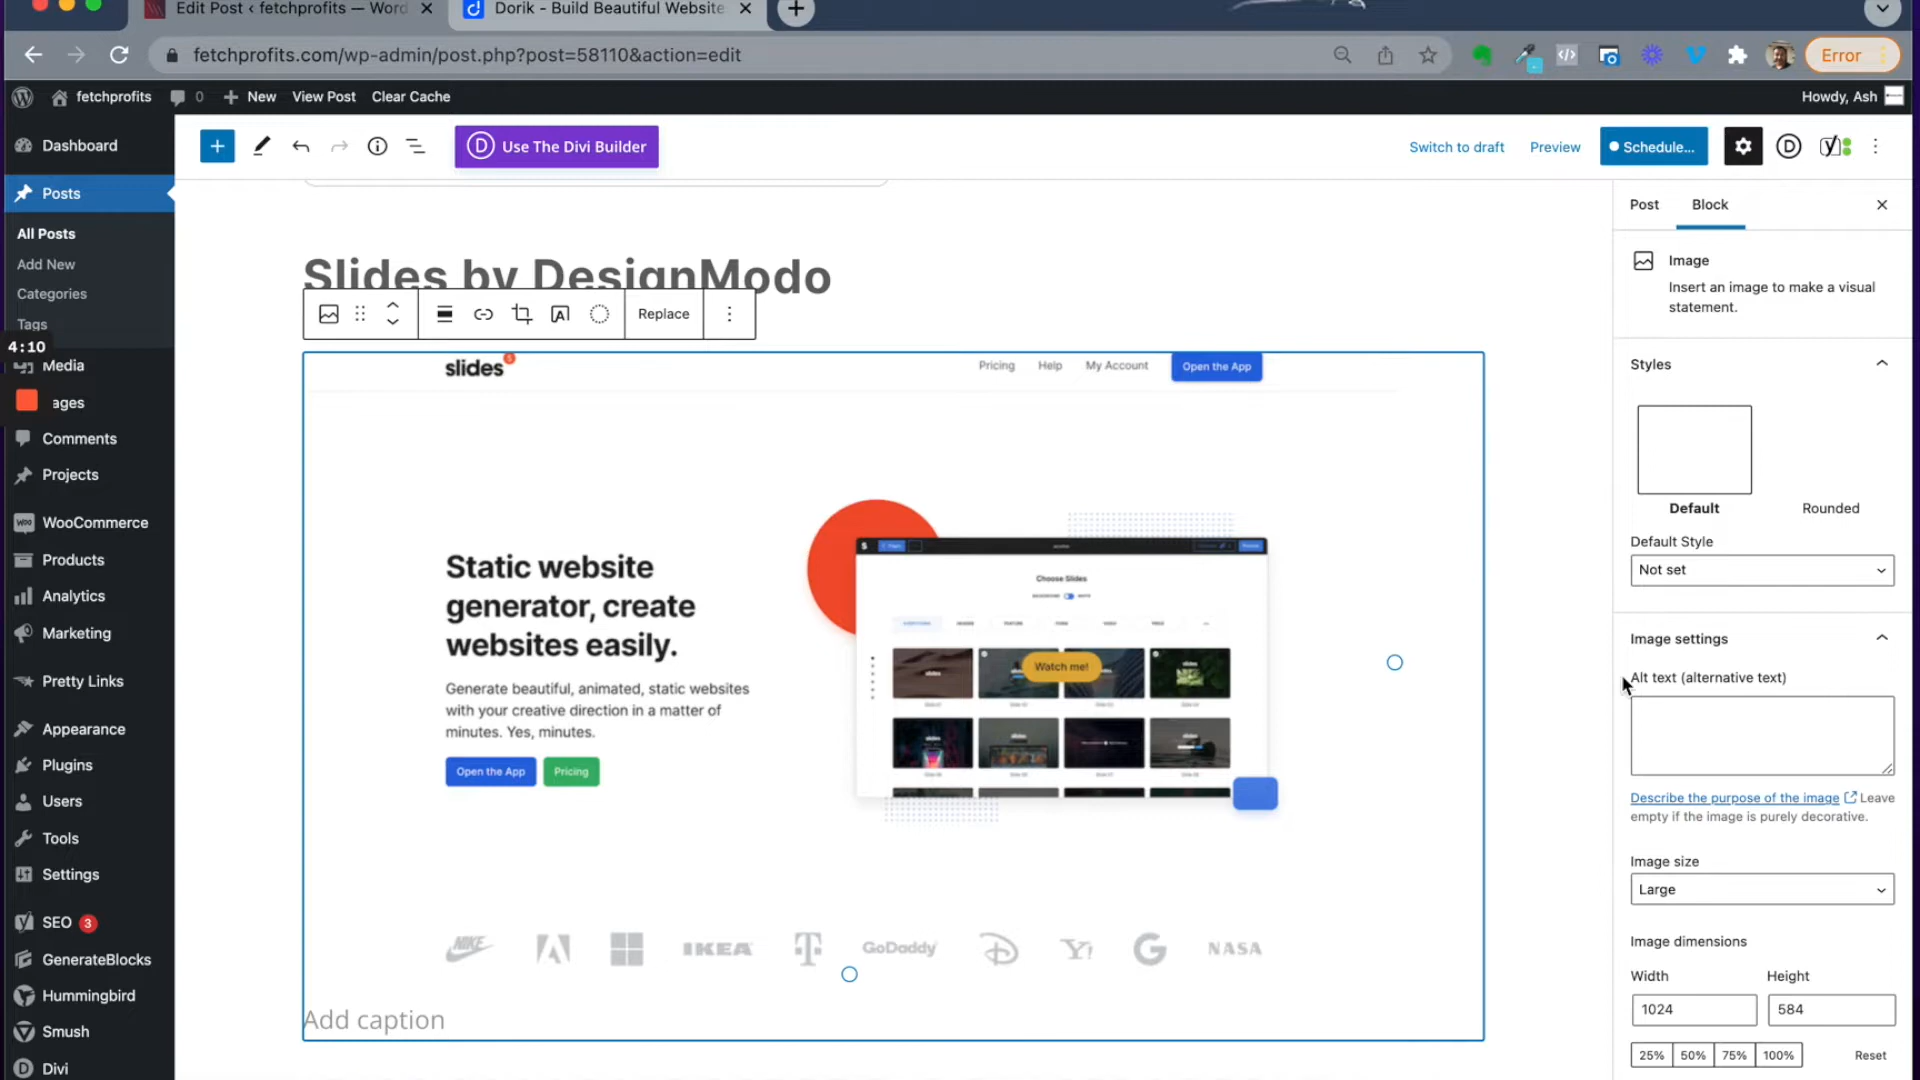 Edit Post ‹ fetchprofits — Word
Dorik - Build Beautiful Website
fetchprofits.com/wp-admin/post.php?post=58110&action=edit
Error
fetchprofits
0
New
View Post
Clear Cache
Howdy, Ash
Dashboard
Posts
All Posts
Add New
Categories
Tags
4:10
Media
ages
Comments
Projects
WooCommerce
Products
Analytics
Marketing
Pretty Links
Appearance
Plugins
Users
Tools
Settings
SEO 3
GenerateBlocks
Hummingbird
Smush
Divi
Use The Divi Builder
Switch to draft
Preview
Schedule...
Slides by DesignModo
Replace
slides
Pricing
Help
My Account
Open the App
Static website
generator, create
websites easily.
Generate beautiful, animated, static websites
with your creative direction in a matter of
minutes. Yes, minutes.
Open the App
Pricing
Choose Slides
Watch me!
NIKE
IKEA
T
GoDaddy
Y!
G
NASA
Add caption
Post
Block
Image
Insert an image to make a visual
statement.
Styles
Default
Rounded
Default Style
Not set
Image settings
Alt text (alternative text)
Describe the purpose of the image Leave
empty if the image is purely decorative.
Image size
Large
Image dimensions
Width
Height
1024
584
25%
50%
75%
100%
Reset